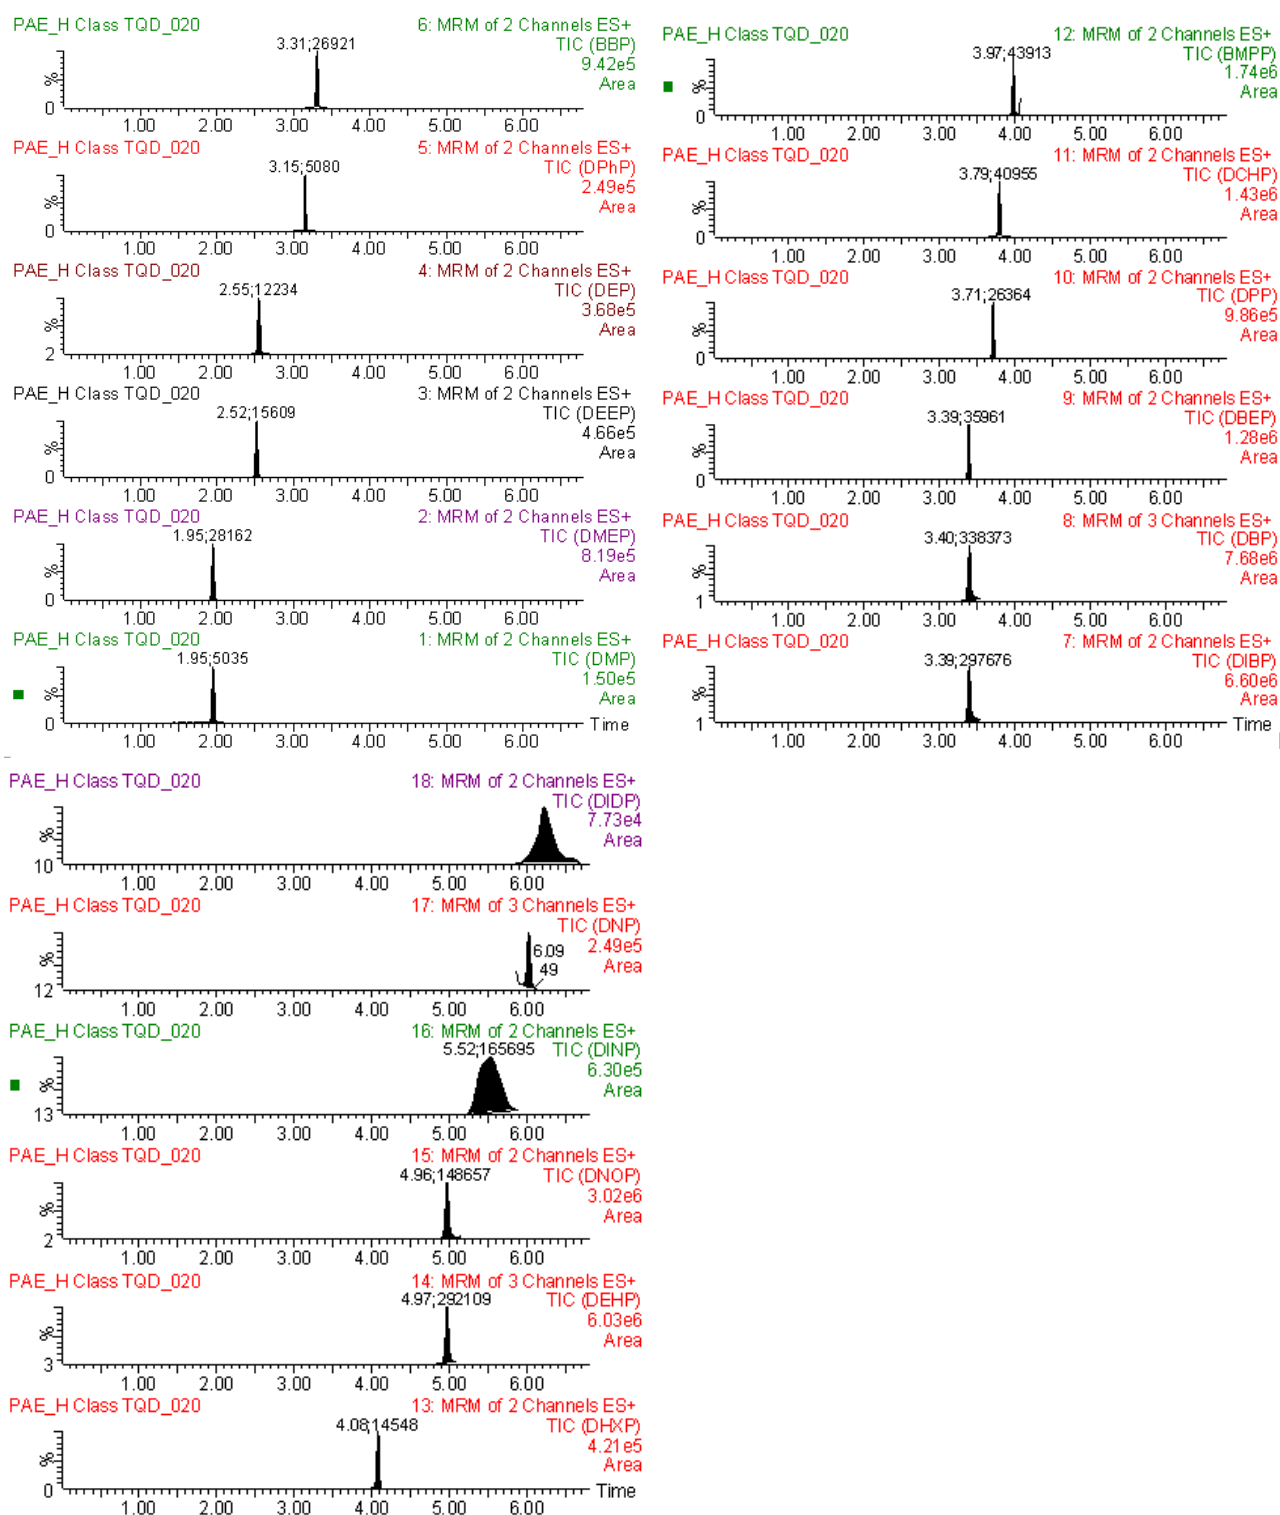 PAE_H Class TQD_020 6: MRM of 2 Channels ES+
3.31;26921 TIC (BBP)
9.42e5
Area
%
0
1.00 2.00 3.00 4.00 5.00 6.00
PAE_H Class TQD_020 5: MRM of 2 Channels ES+
3.15;5080 TIC (DPhP)
2.49e5
Area
%
0
1.00 2.00 3.00 4.00 5.00 6.00
PAE_H Class TQD_020 4: MRM of 2 Channels ES+
2.55;12234 TIC (DEP)
3.68e5
Area
%
2
1.00 2.00 3.00 4.00 5.00 6.00
PAE_H Class TQD_020 3: MRM of 2 Channels ES+
2.52;15609 TIC (DEEP)
4.66e5
Area
%
0
1.00 2.00 3.00 4.00 5.00 6.00
PAE_H Class TQD_020 2: MRM of 2 Channels ES+
1.95;28162 TIC (DMEP)
8.19e5
Area
%
0
1.00 2.00 3.00 4.00 5.00 6.00
PAE_H Class TQD_020 1: MRM of 2 Channels ES+
1.95;5035 TIC (DMP)
1.50e5
Area
%
0 Time
1.00 2.00 3.00 4.00 5.00 6.00
PAE_H Class TQD_020 12: MRM of 2 Channels ES+
3.97;43913 TIC (BMPP)
1.74e6
Area
%
0
1.00 2.00 3.00 4.00 5.00 6.00
PAE_H Class TQD_020 11: MRM of 2 Channels ES+
3.79;40955 TIC (DCHP)
1.43e6
Area
%
0
1.00 2.00 3.00 4.00 5.00 6.00
PAE_H Class TQD_020 10: MRM of 2 Channels ES+
3.71;26364 TIC (DPP)
9.86e5
Area
%
0
1.00 2.00 3.00 4.00 5.00 6.00
PAE_H Class TQD_020 9: MRM of 2 Channels ES+
3.39;35961 TIC (DBEP)
1.28e6
Area
%
0
1.00 2.00 3.00 4.00 5.00 6.00
PAE_H Class TQD_020 8: MRM of 3 Channels ES+
3.40;338373 TIC (DBP)
7.68e6
Area
%
1
1.00 2.00 3.00 4.00 5.00 6.00
PAE_H Class TQD_020 7: MRM of 2 Channels ES+
3.39;297676 TIC (DIBP)
6.60e6
Area
%
1 Time
1.00 2.00 3.00 4.00 5.00 6.00
PAE_H Class TQD_020 18: MRM of 2 Channels ES+
TIC (DIDP)
7.73e4
Area
%
10
1.00 2.00 3.00 4.00 5.00 6.00
PAE_H Class TQD_020 17: MRM of 3 Channels ES+
TIC (DNP)
6.09 2.49e5
49 Area
%
12
1.00 2.00 3.00 4.00 5.00 6.00
PAE_H Class TQD_020 16: MRM of 2 Channels ES+
5.52;165695 TIC (DINP)
6.30e5
Area
%
13
1.00 2.00 3.00 4.00 5.00 6.00
PAE_H Class TQD_020 15: MRM of 2 Channels ES+
4.96;148657 TIC (DNOP)
3.02e6
Area
%
2
1.00 2.00 3.00 4.00 5.00 6.00
PAE_H Class TQD_020 14: MRM of 3 Channels ES+
4.97;292109 TIC (DEHP)
6.03e6
Area
%
3
1.00 2.00 3.00 4.00 5.00 6.00
PAE_H Class TQD_020 13: MRM of 2 Channels ES+
4.08;14548 TIC (DHXP)
4.21e5
Area
%
0 Time
1.00 2.00 3.00 4.00 5.00 6.00